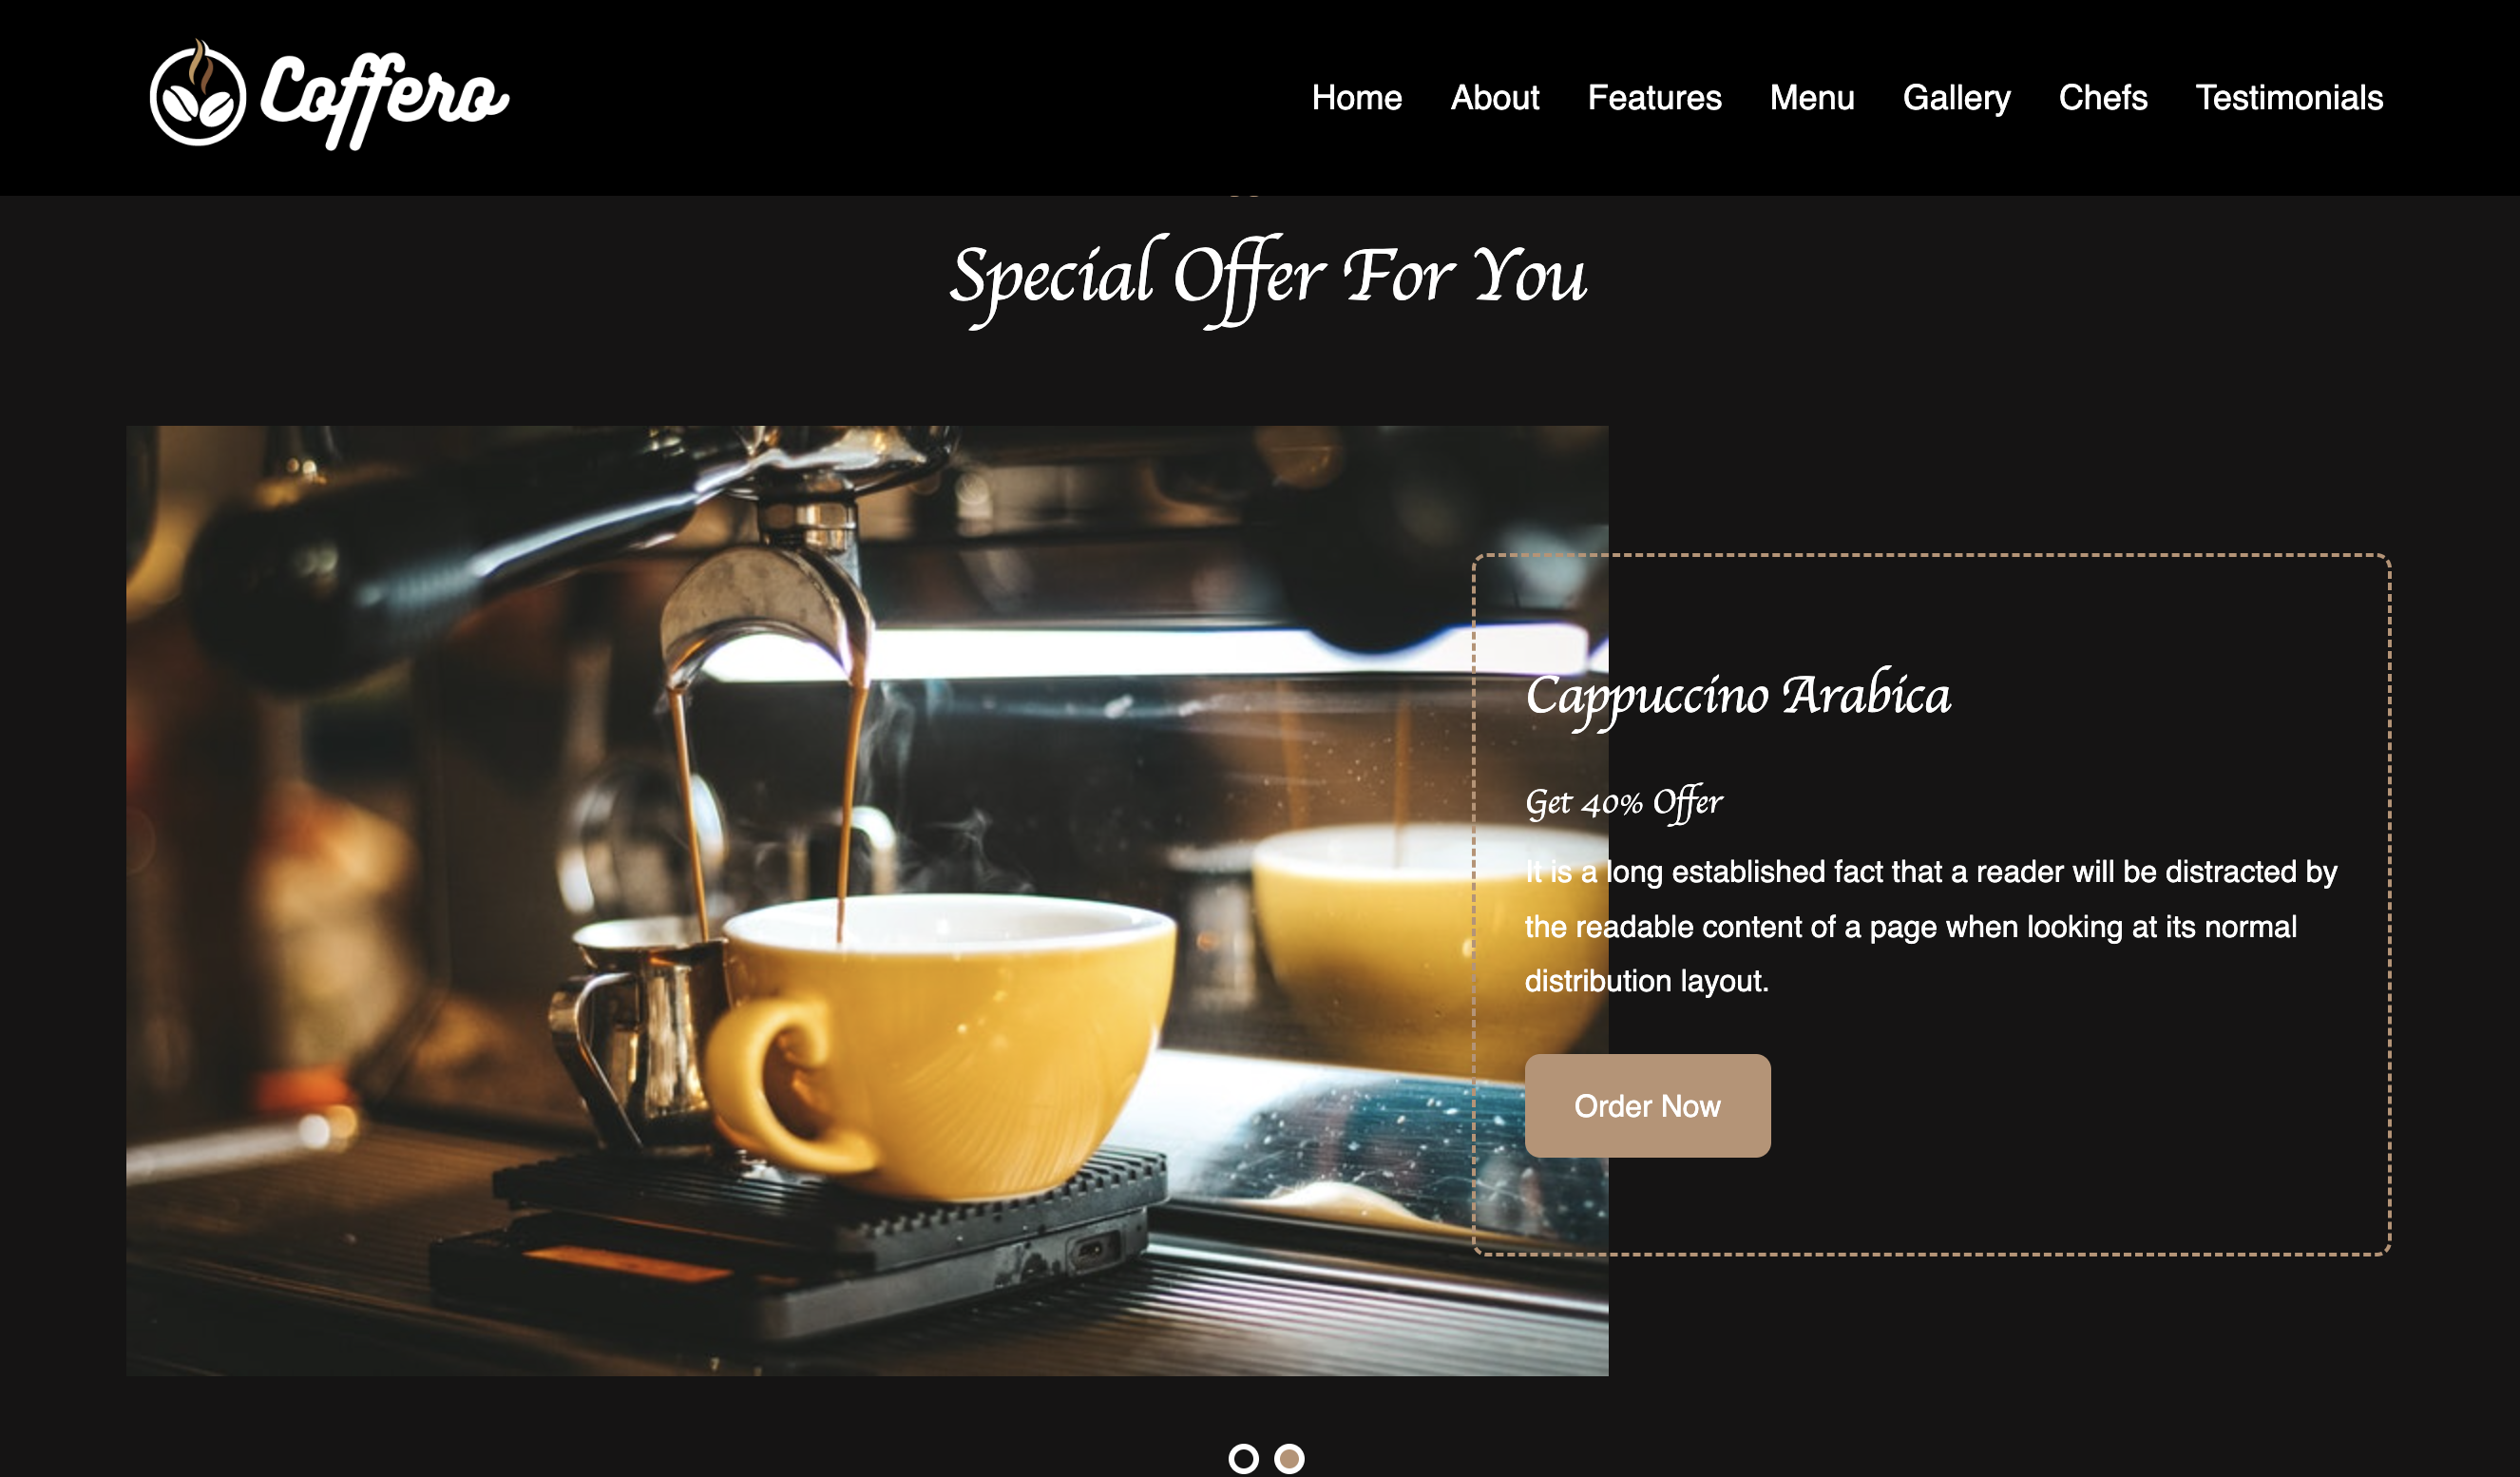 Coffero
Home About Features Menu Gallery Chefs Testimonials
Special Offer For You
Cappuccino Arabica
Get 40% Offer
It is a long established fact that a reader will be distracted by
the readable content of a page when looking at its normal
distribution layout.
Order Now